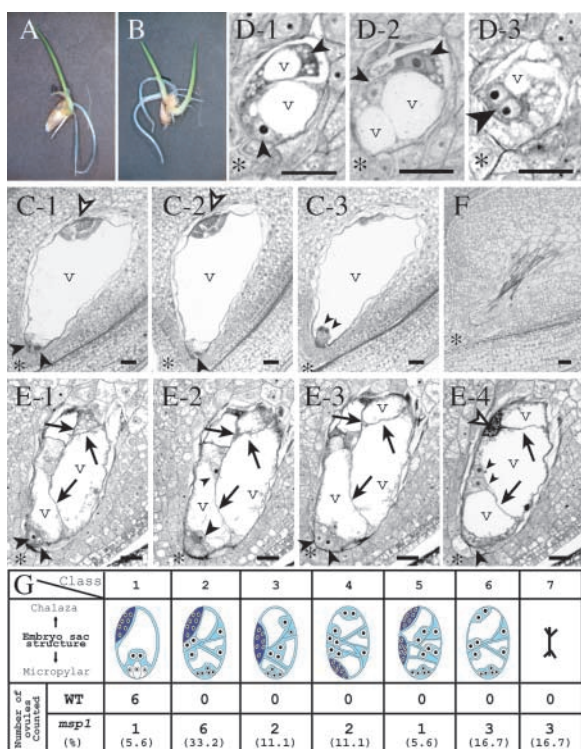 A B D-1 D-2 D-3
v v v v v
* * *
C-1 C-2 C-3 F
v v v
* * * *
E-1 E-2 E-3 E-4
v v v v v v v v v
* * * *
G Class 1 2 3 4 5 6 7
Chalaza
Embryo sac
structure
Micropylar
Number of
ovules
Counted
WT 6 0 0 0 0 0 0
msp1 1 6 2 2 1 3 3
(%) (5.6) (33.2) (11.1) (11.1) (5.6) (16.7) (16.7)